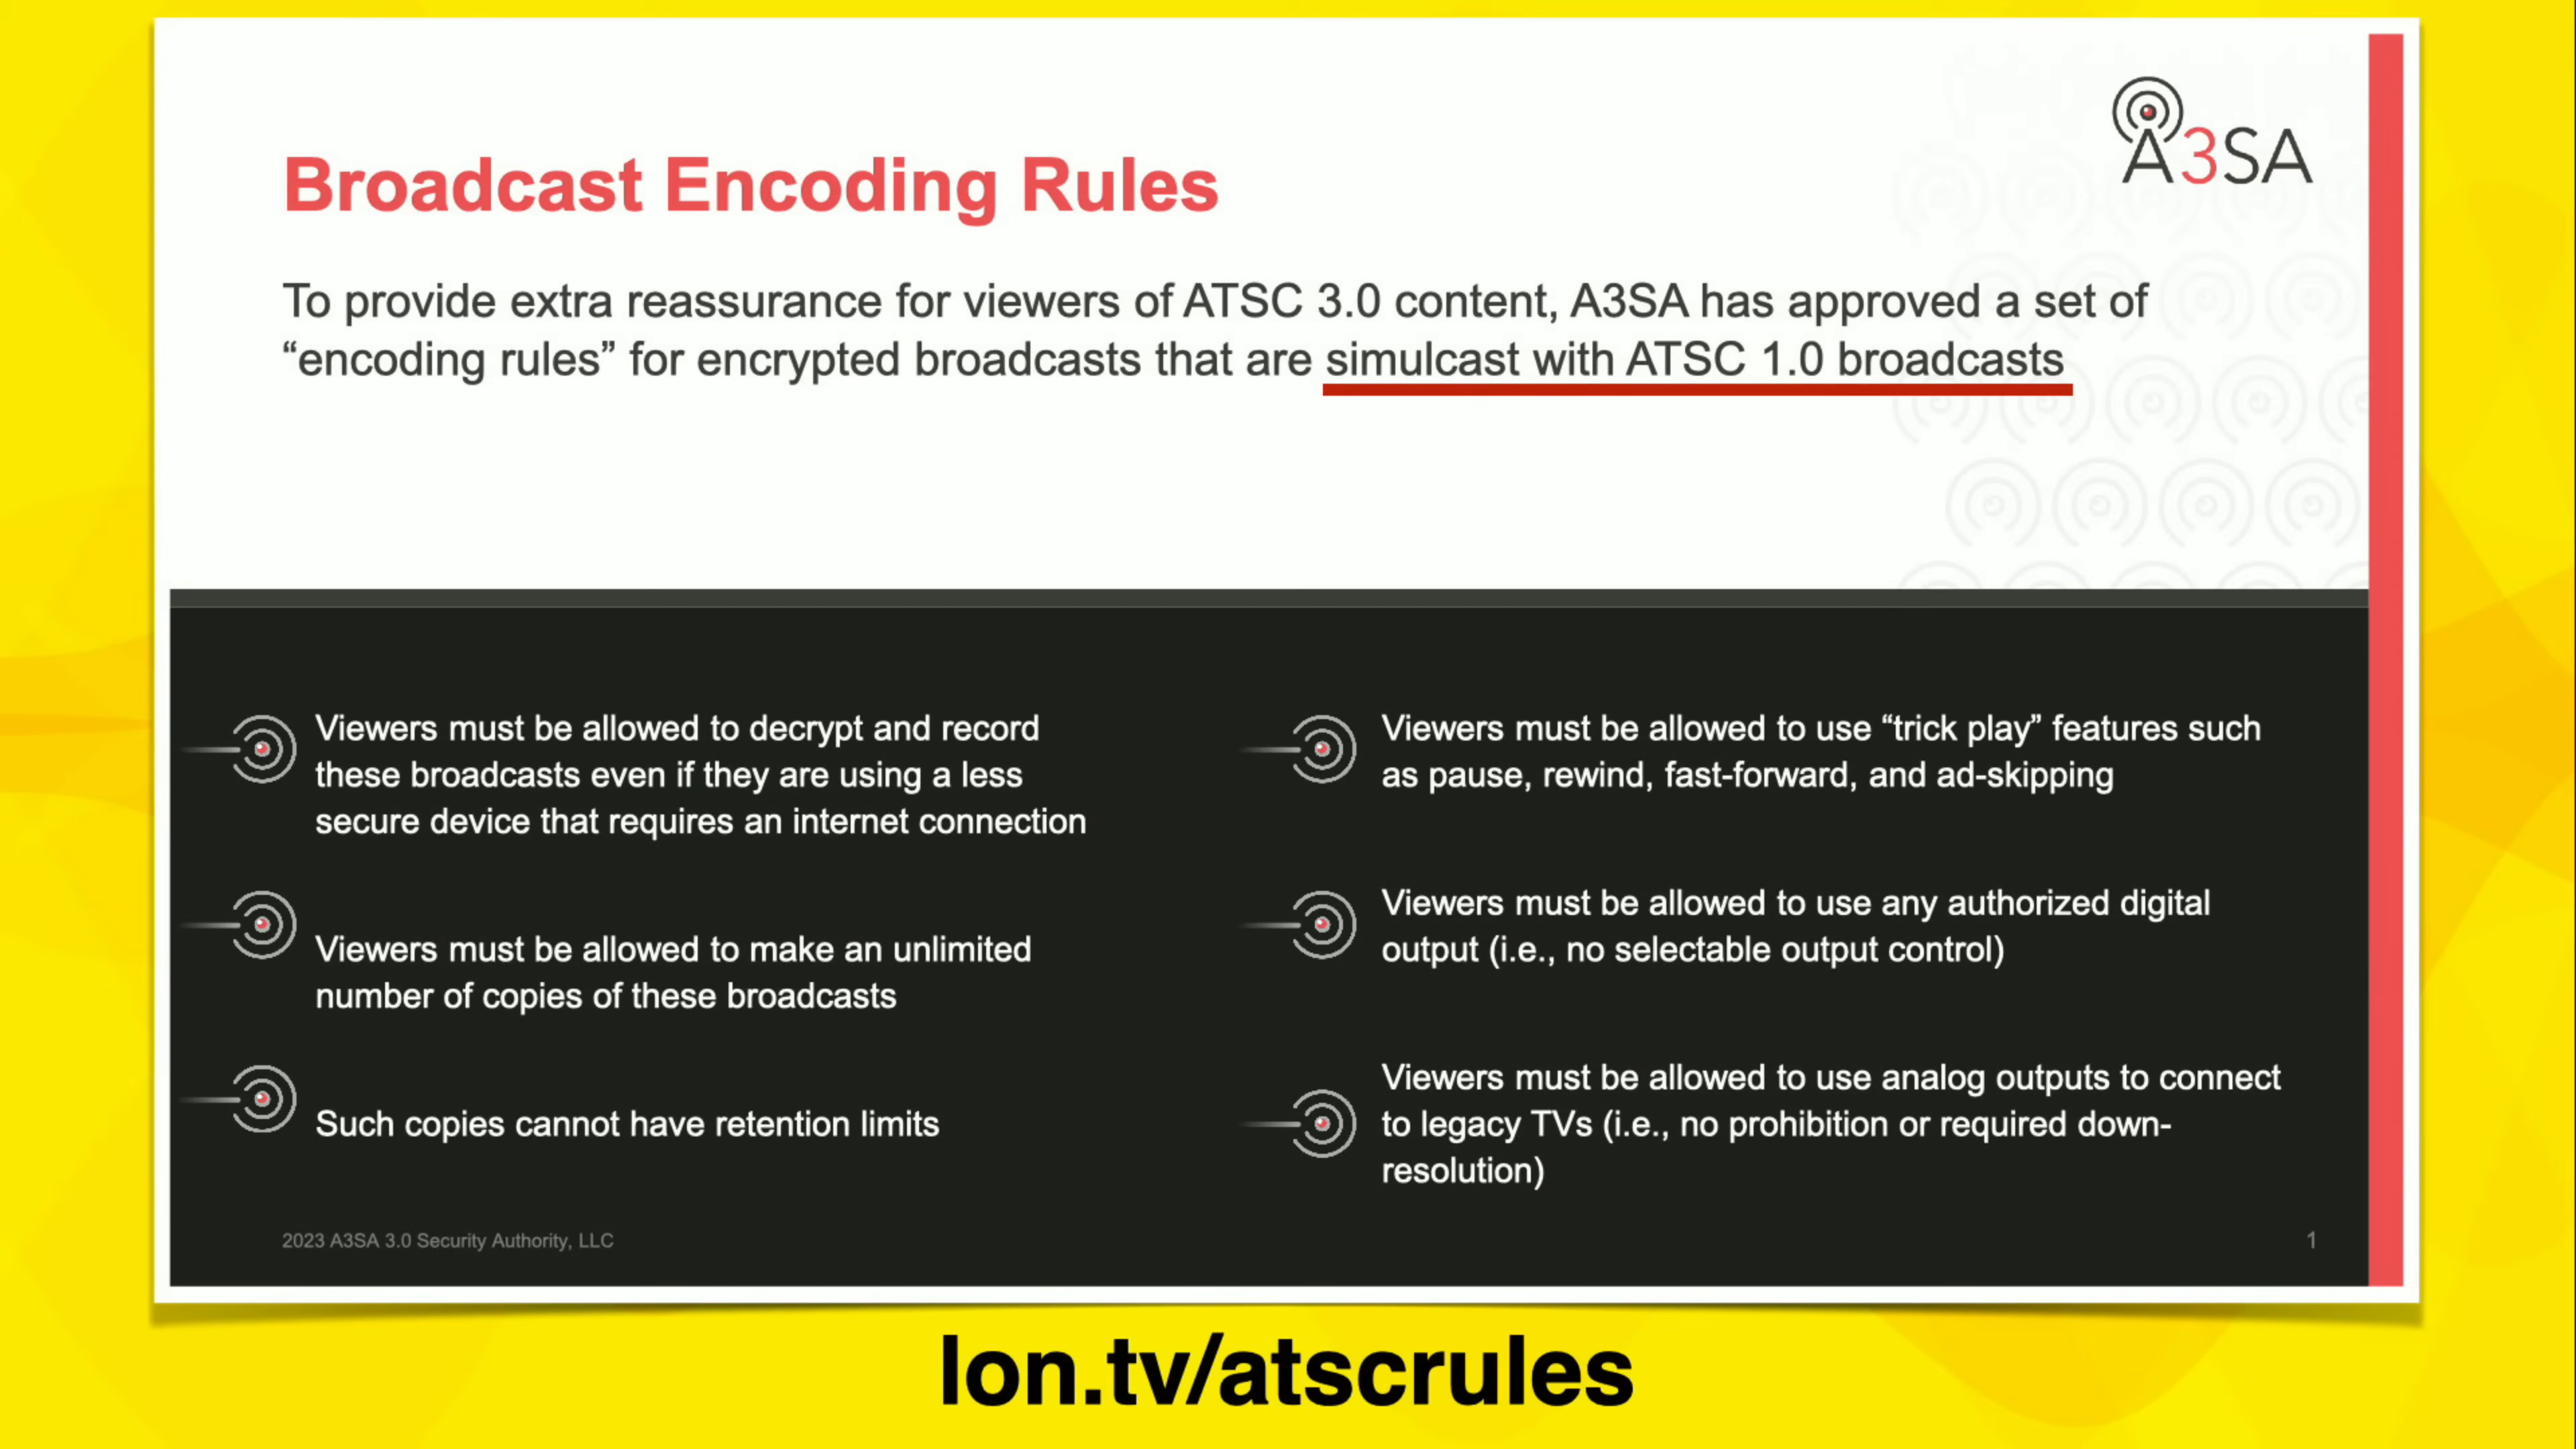 A3SA
Broadcast Encoding Rules
To provide extra reassurance for viewers of ATSC 3.0 content, A3SA has approved a set of
“encoding rules” for encrypted broadcasts that are simulcast with ATSC 1.0 broadcasts
Viewers must be allowed to decrypt and record
these broadcasts even if they are using a less
secure device that requires an internet connection
Viewers must be allowed to make an unlimited
number of copies of these broadcasts
Such copies cannot have retention limits
Viewers must be allowed to use “trick play” features such
as pause, rewind, fast-forward, and ad-skipping
Viewers must be allowed to use any authorized digital
output (i.e., no selectable output control)
Viewers must be allowed to use analog outputs to connect
to legacy TVs (i.e., no prohibition or required down-
resolution)
2023 A3SA 3.0 Security Authority, LLC
1
lon.tv/atscrules